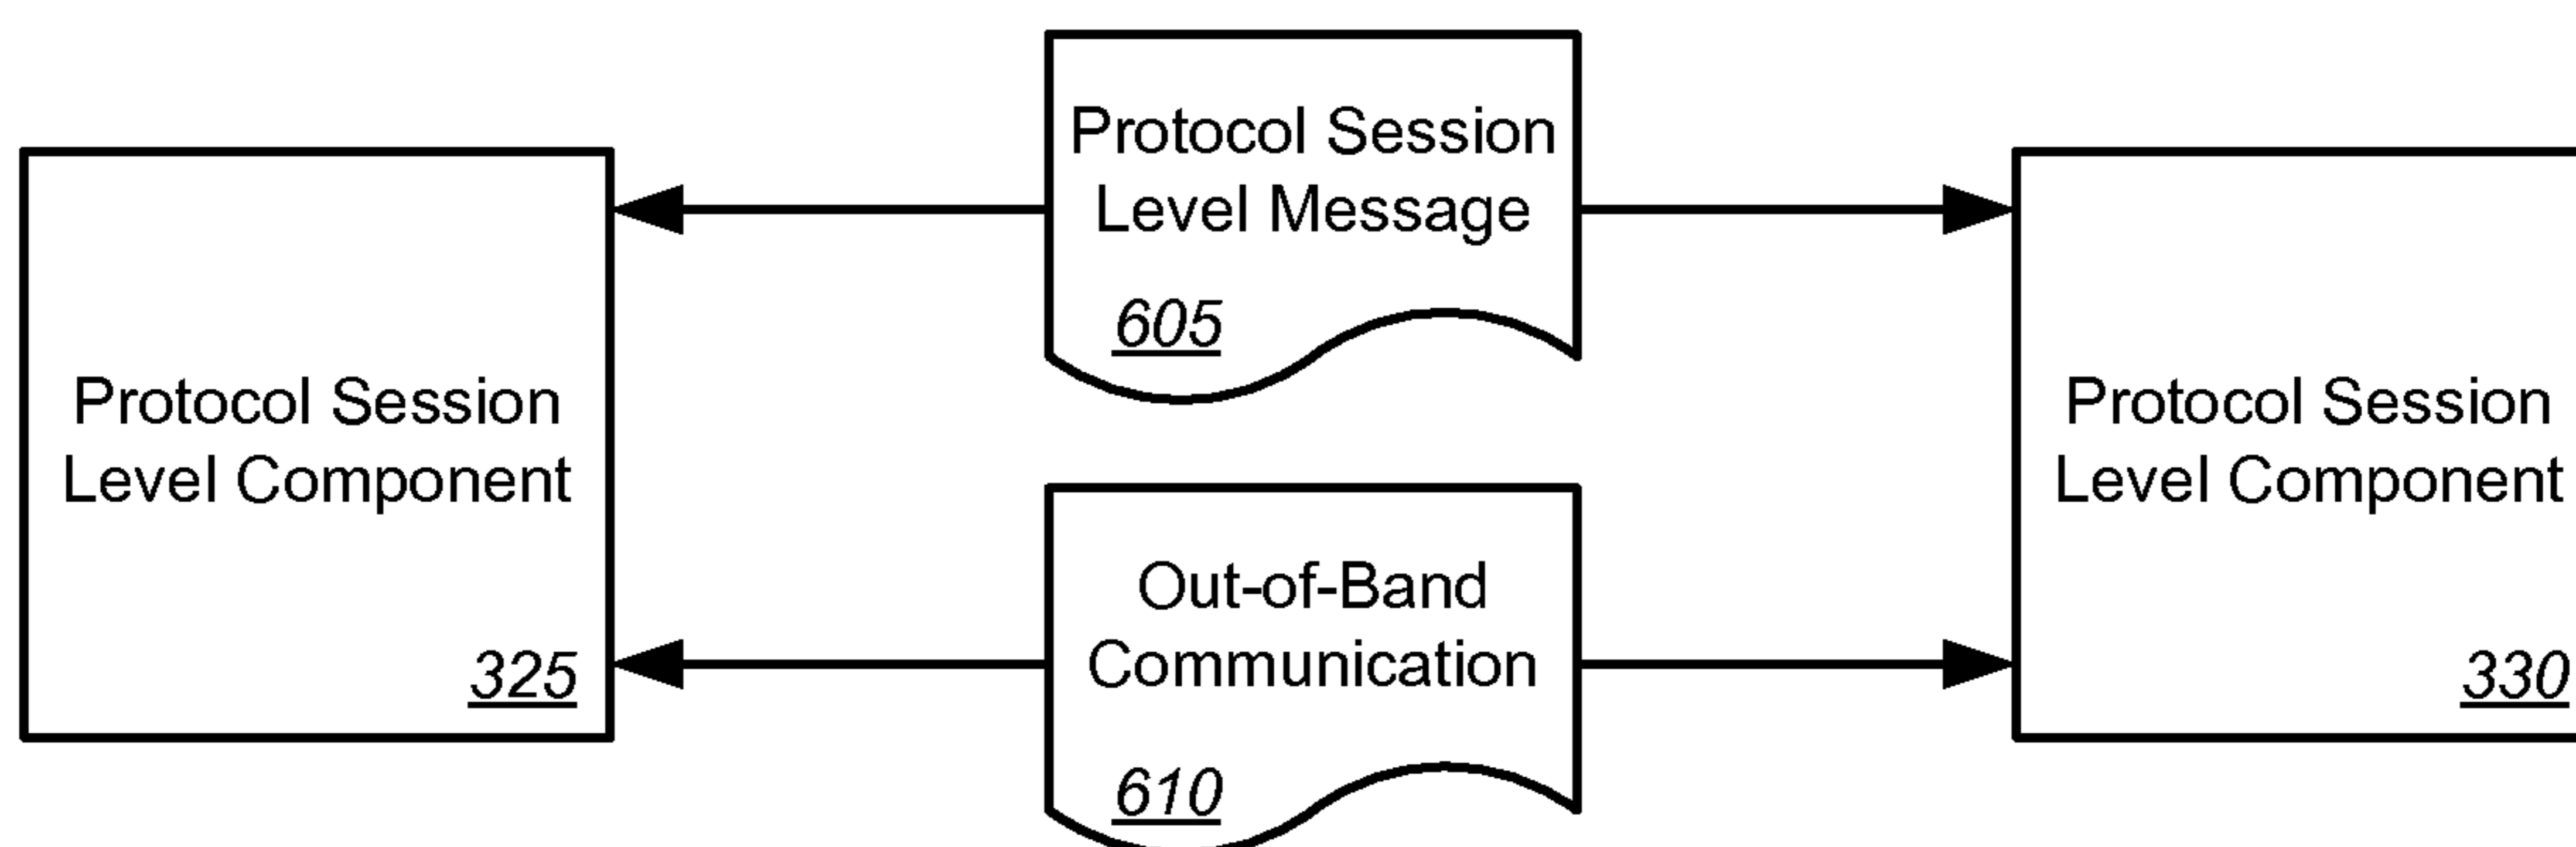 Protocol Session
Level Component
325
Protocol Session
Level Message
605
Out-of-Band
Communication
610
Protocol Session
Level Component
330